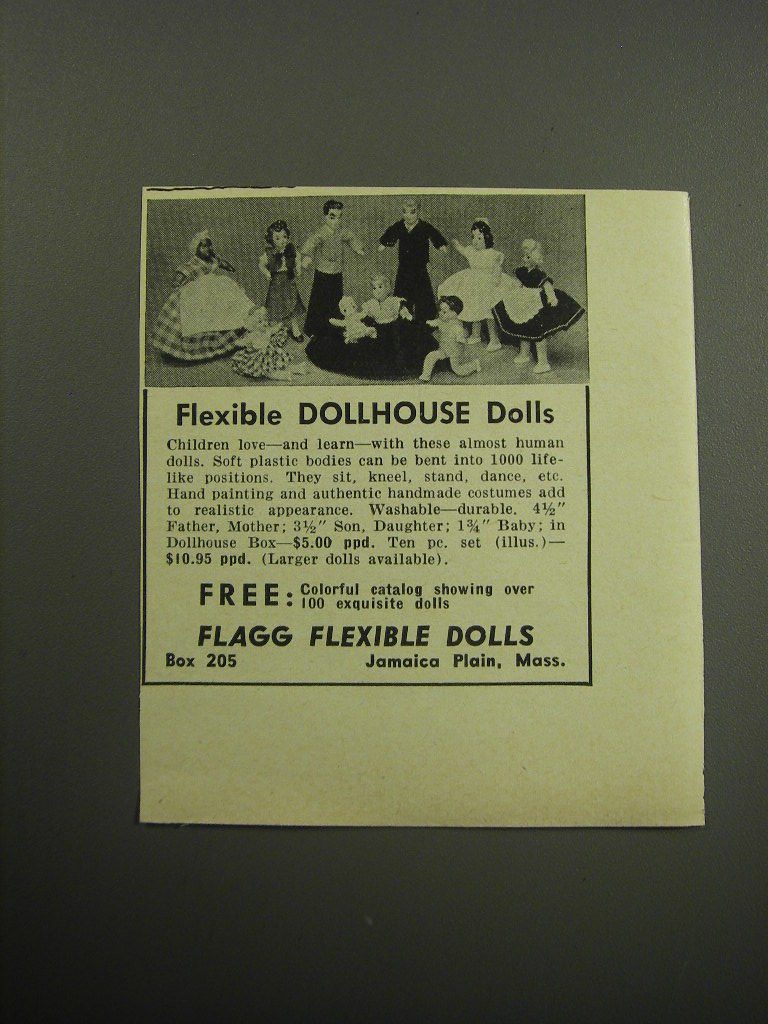 Flexible DOLLHOUSE Dolls
Children love—and learn—with these almost human
dolls. Soft plastic bodies can be bent into 1000 life-
like positions. They sit, kneel, stand, dance, etc.
Hand painting and authentic handmade costumes add
to realistic appearance. Washable—durable. 4½″
Father, Mother; 3½″ Son, Daughter; 1¾″ Baby; in
Dollhouse Box—$5.00 ppd. Ten pc. set (illus.)—
$10.95 ppd. (Larger dolls available).
FREE: Colorful catalog showing over
100 exquisite dolls
FLAGG FLEXIBLE DOLLS
Box 205 Jamaica Plain, Mass.